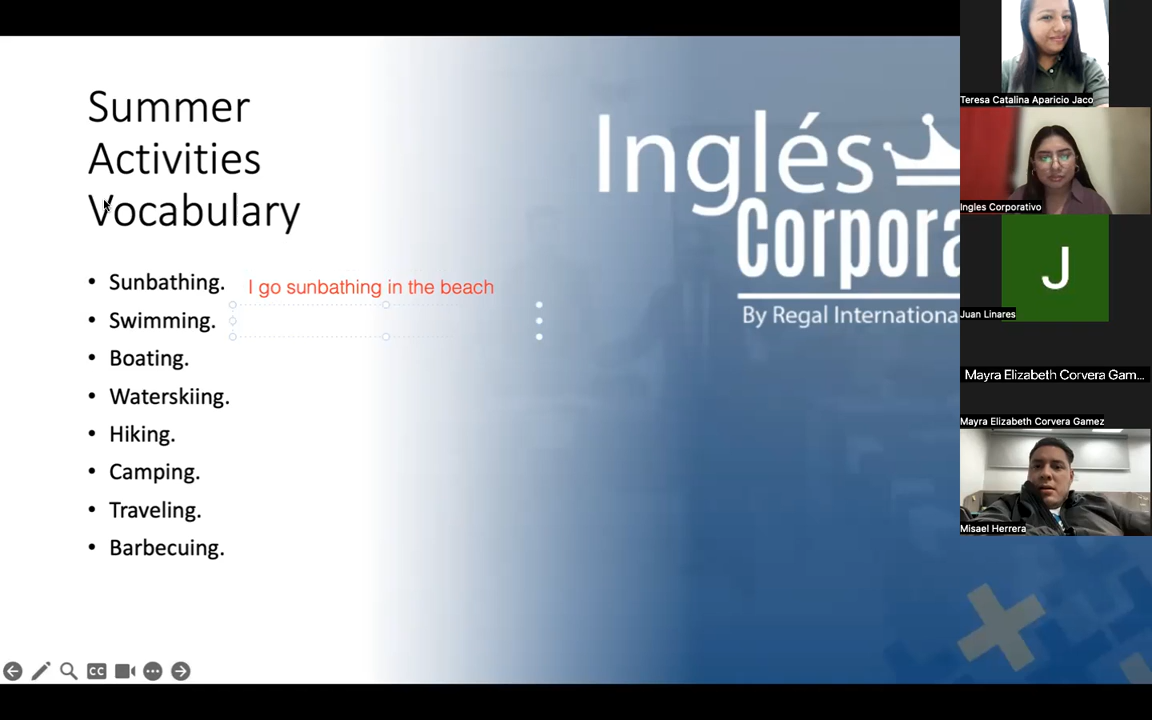 Summer
Activities
Vocabulary
• Sunbathing.
I go sunbathing in the beach
• Swimming.
• Boating.
• Waterskiing.
• Hiking.
• Camping.
• Traveling.
• Barbecuing.
Inglés
Corpora
By Regal Internationa
CC
Teresa Catalina Aparicio Jaco
Ingles Corporativo
J
Juan Linares
Mayra Elizabeth Corvera Gam...
Mayra Elizabeth Corvera Gamez
Misael Herrera